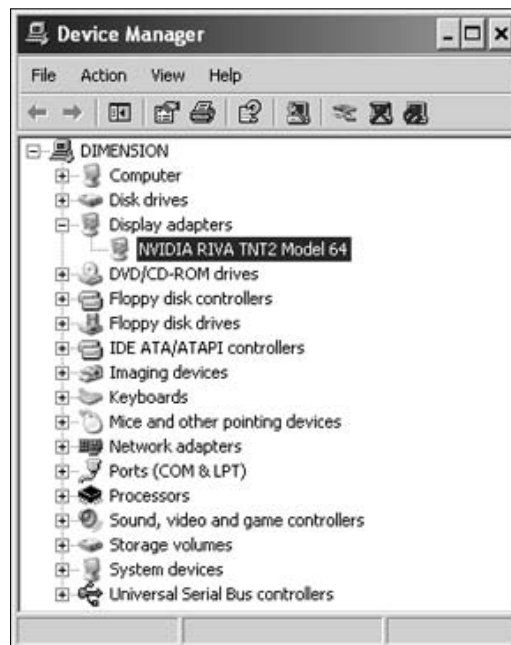 Device Manager
File Action View Help
DIMENSION
Computer
Disk drives
Display adapters
NVIDIA RIVA TNT2 Model 64
DVD/CD-ROM drives
Floppy disk controllers
Floppy disk drives
IDE ATA/ATAPI controllers
Imaging devices
Keyboards
Mice and other pointing devices
Network adapters
Ports (COM & LPT)
Processors
Sound, video and game controllers
Storage volumes
System devices
Universal Serial Bus controllers